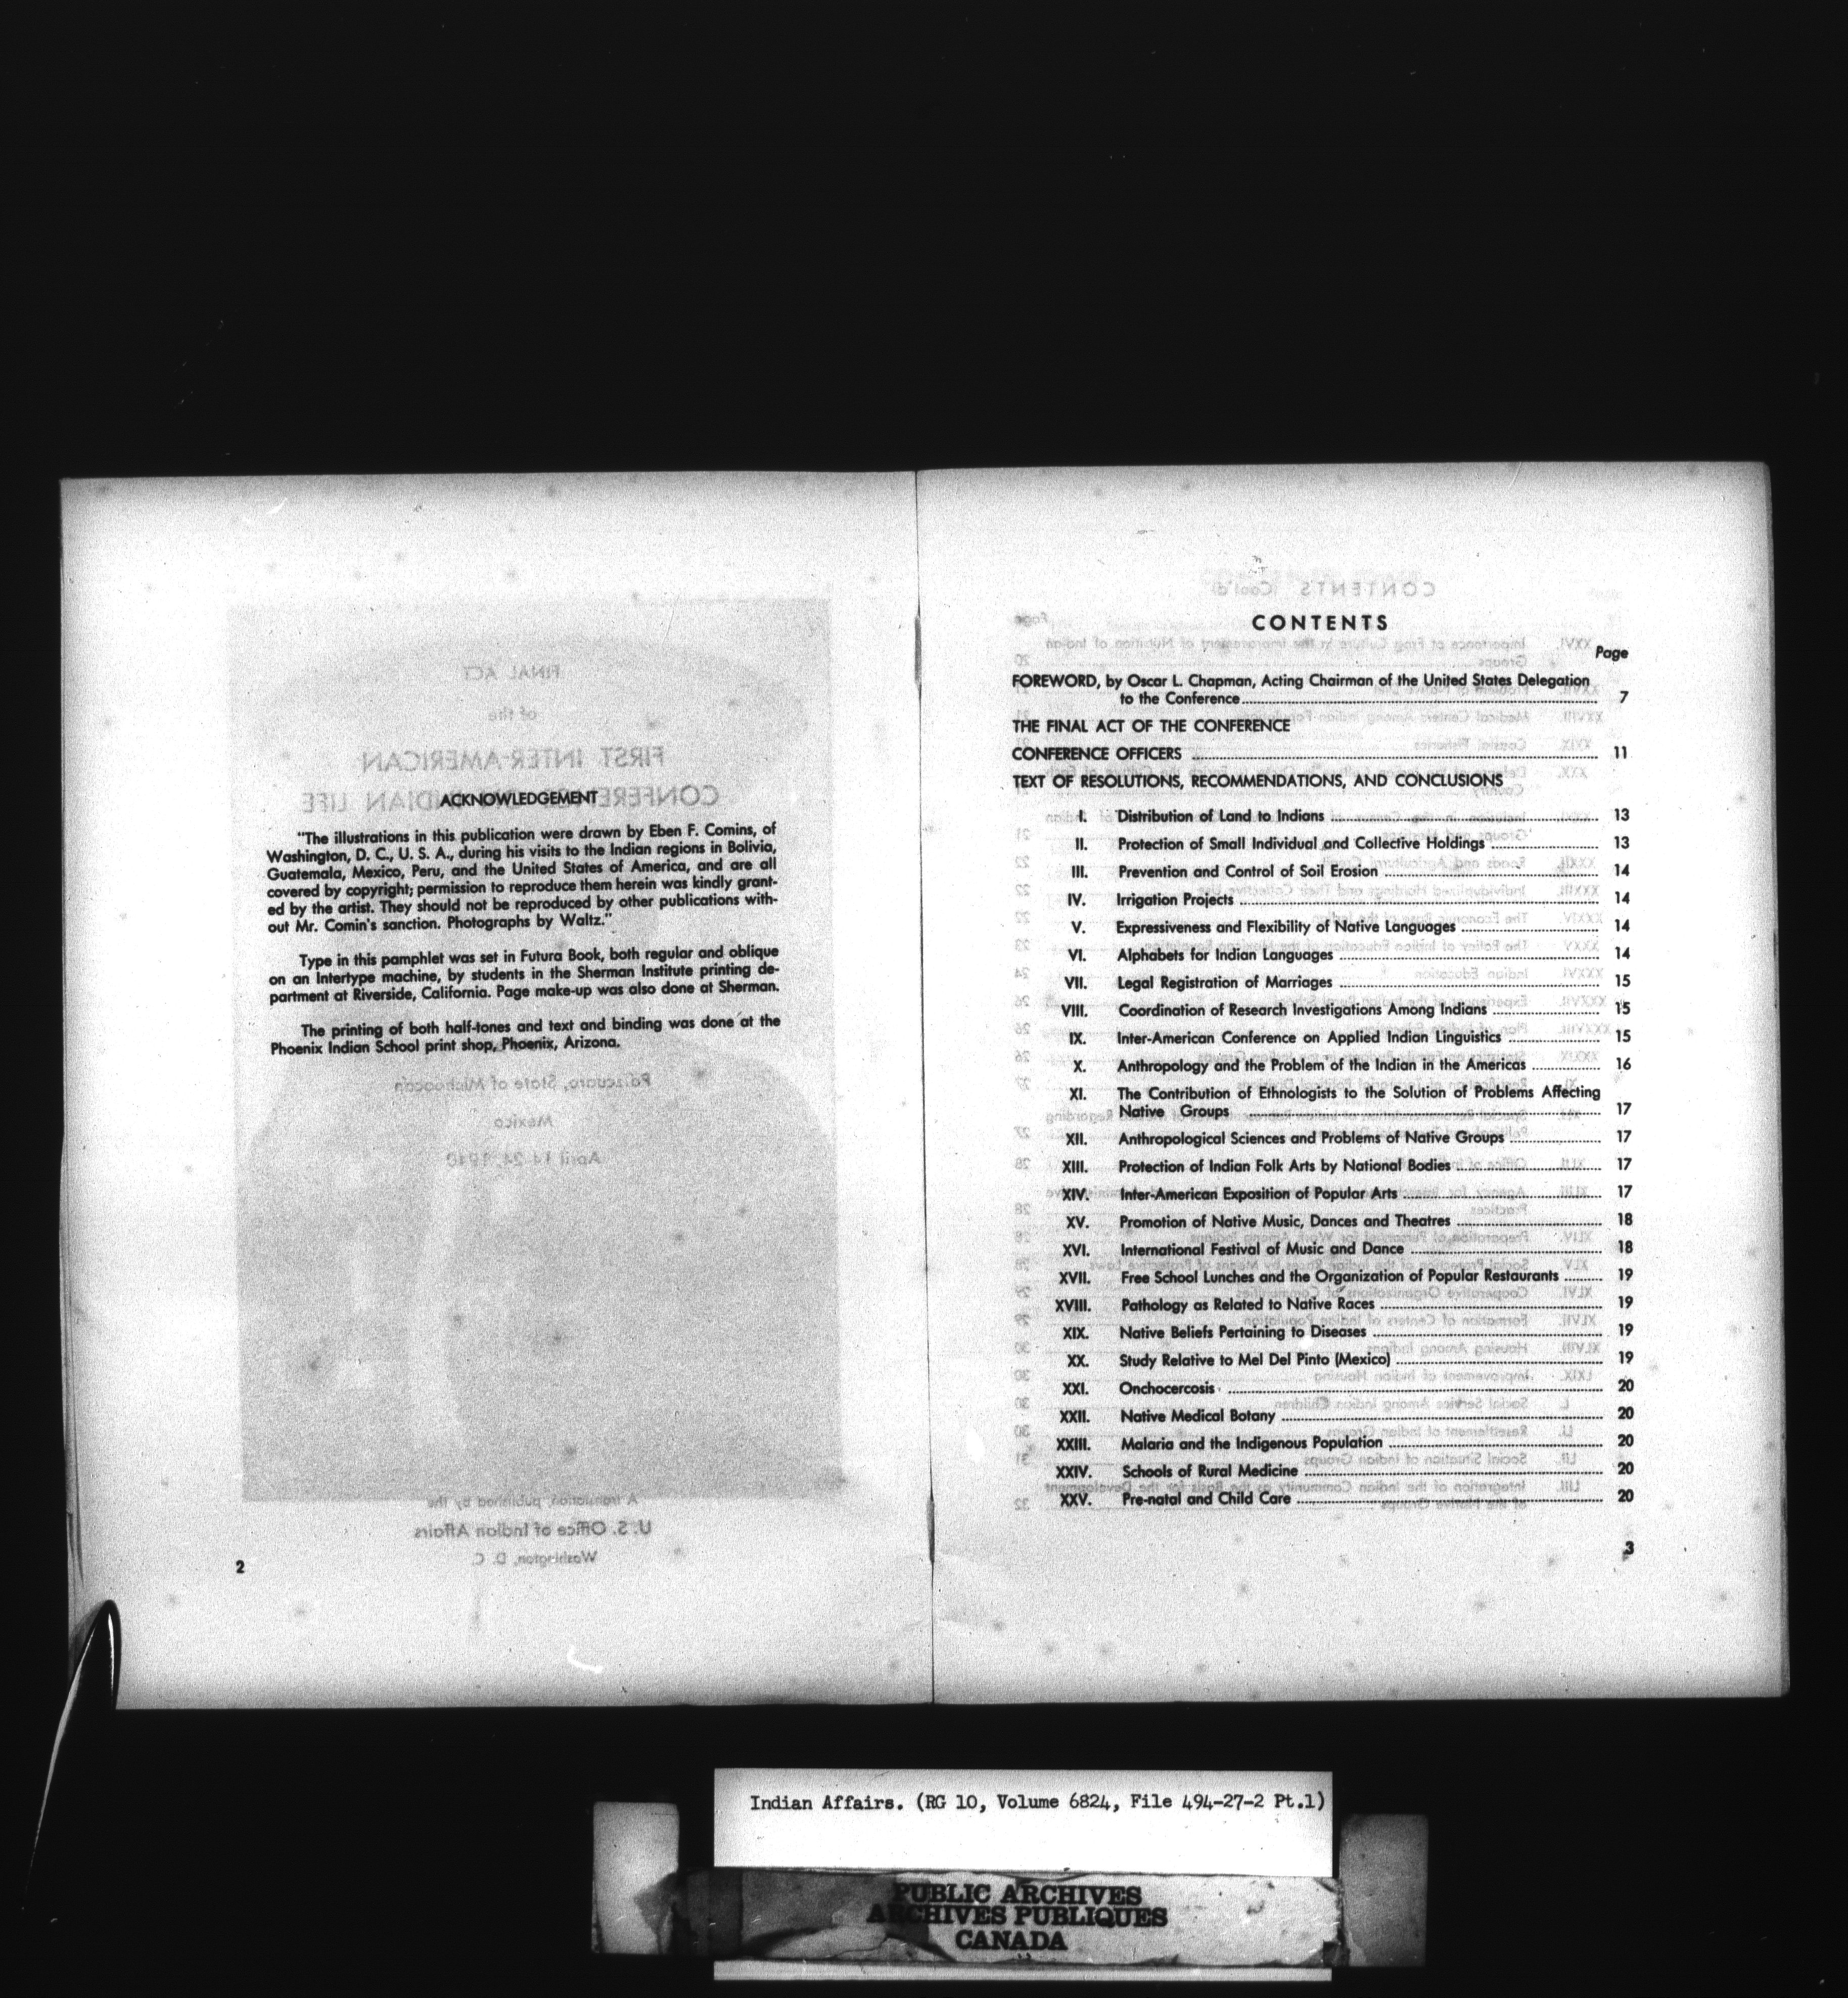 ACKNOWLEDGEMENT
"The illustrations in this publication were drawn by Eben F. Comins, of
Washington, D. C., U. S. A., during his visits to the Indian regions in Bolivia,
Guatemala, Mexico, Peru, and the United States of America, and are all
covered by copyright; permission to reproduce them herein was kindly grant-
ed by the artist. They should not be reproduced by other publications with-
out Mr. Comin's sanction. Photographs by Waltz."
Type in this pamphlet was set in Futura Book, both regular and oblique
on an Intertype machine, by students in the Sherman Institute printing de-
partment at Riverside, California. Page make-up was also done at Sherman.
The printing of both half-tones and text and binding was done at the
Phoenix Indian School print shop, Phoenix, Arizona.
2
CONTENTS
Page
FOREWORD, by Oscar L. Chapman, Acting Chairman of the United States Delegation
to the Conference 7
THE FINAL ACT OF THE CONFERENCE
CONFERENCE OFFICERS 11
TEXT OF RESOLUTIONS, RECOMMENDATIONS, AND CONCLUSIONS
I. Distribution of Land to Indians 13
II. Protection of Small Individual and Collective Holdings 13
III. Prevention and Control of Soil Erosion 14
IV. Irrigation Projects 14
V. Expressiveness and Flexibility of Native Languages 14
VI. Alphabets for Indian Languages 14
VII. Legal Registration of Marriages 15
VIII. Coordination of Research Investigations Among Indians 15
IX. Inter-American Conference on Applied Indian Linguistics 15
X. Anthropology and the Problem of the Indian in the Americas 16
XI. The Contribution of Ethnologists to the Solution of Problems Affecting
Native Groups 17
XII. Anthropological Sciences and Problems of Native Groups 17
XIII. Protection of Indian Folk Arts by National Bodies 17
XIV. Inter-American Exposition of Popular Arts 17
XV. Promotion of Native Music, Dances and Theatres 18
XVI. International Festival of Music and Dance 18
XVII. Free School Lunches and the Organization of Popular Restaurants 19
XVIII. Pathology as Related to Native Races 19
XIX. Native Beliefs Pertaining to Diseases 19
XX. Study Relative to Mel Del Pinto (Mexico) 19
XXI. Onchocercosis 20
XXII. Native Medical Botany 20
XXIII. Malaria and the Indigenous Population 20
XXIV. Schools of Rural Medicine 20
XXV. Pre-natal and Child Care 20
3
Indian Affairs. (RG 10, Volume 6824, File 494-27-2 Pt.1)
PUBLIC ARCHIVES
ARCHIVES PUBLIQUES
CANADA